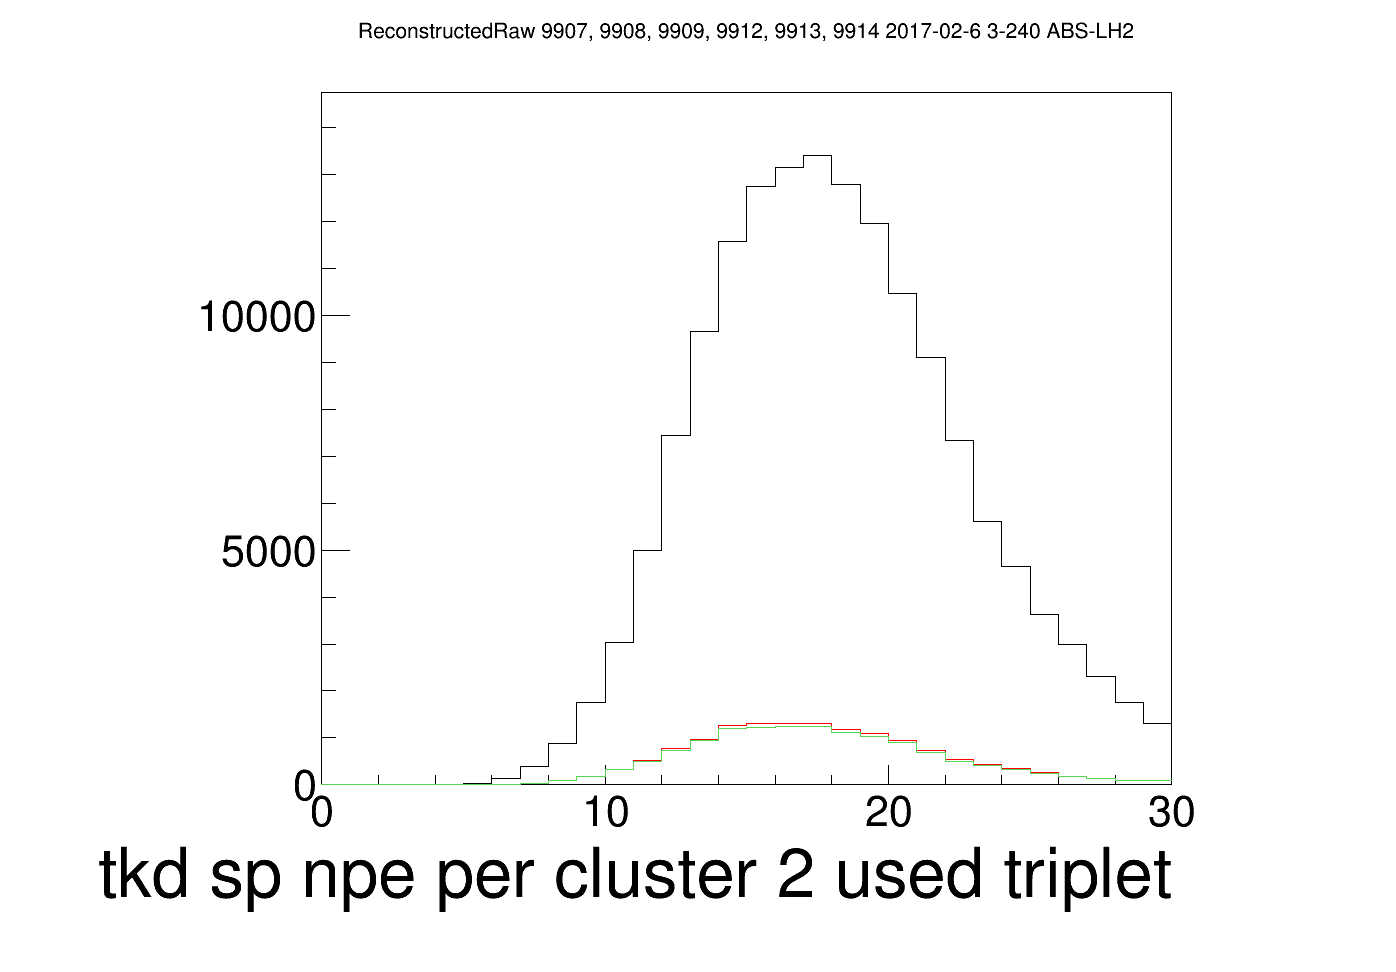 ReconstructedRaw 9907, 9908, 9909, 9912, 9913, 9914 2017-02-6 3-240 ABS-LH2
10000
5000
0
0 10 20 30
tkd sp npe per cluster 2 used triplet